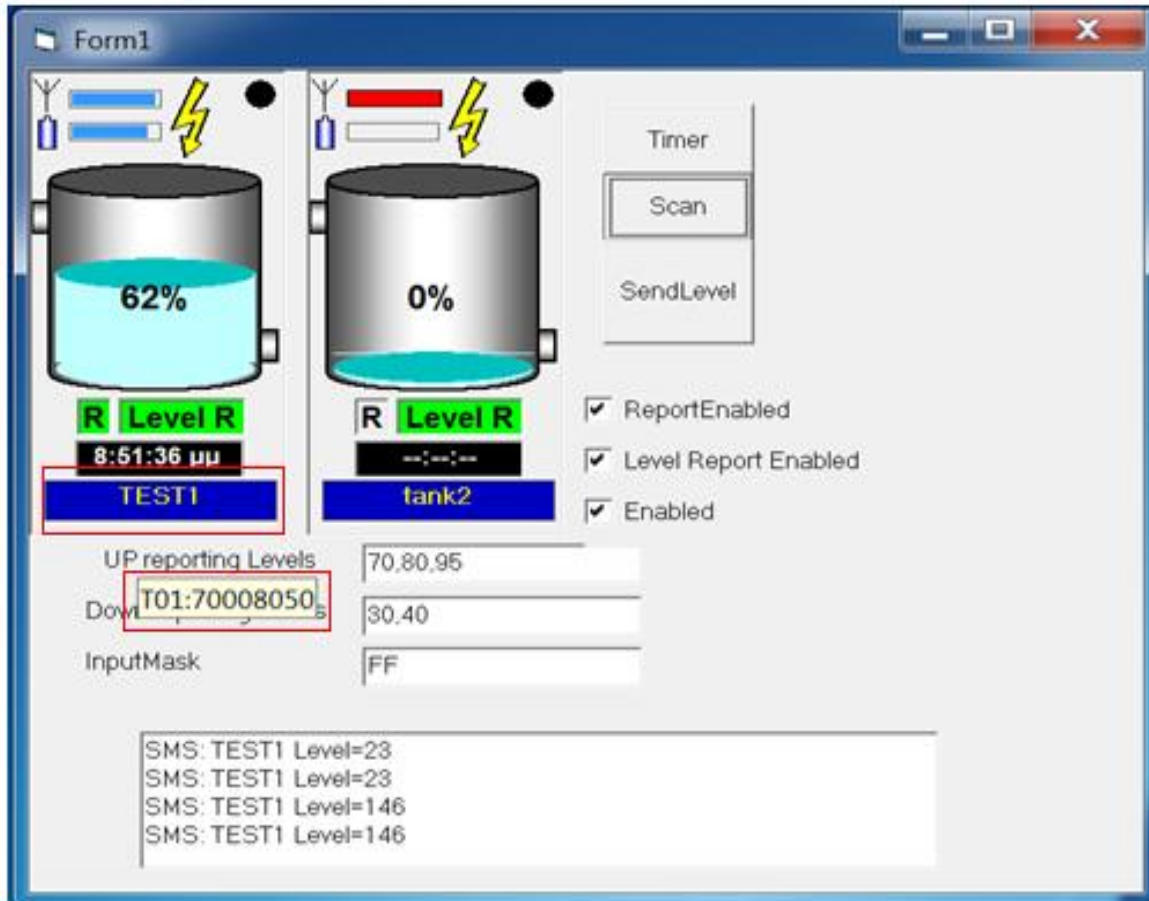 Form1
62%
R Level R
8:51:36 μμ
TEST1
0%
R Level R
--:--:--
tank2
Timer
Scan
SendLevel
ReportEnabled
Level Report Enabled
Enabled
UP reporting Levels 70,80,95
T01:70008050
30,40
InputMask FF
SMS: TEST1 Level=23
SMS: TEST1 Level=23
SMS: TEST1 Level=146
SMS: TEST1 Level=146